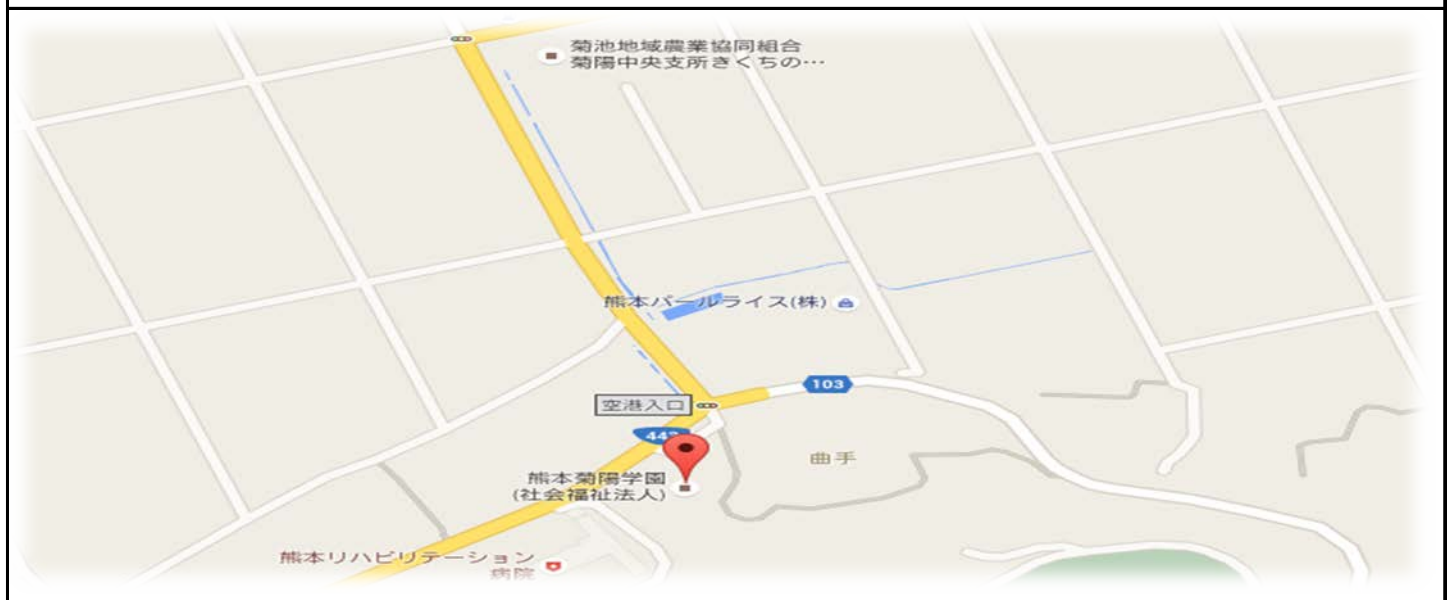 菊池地域農業協同組合
菊陽中央支所きくちの…
熊本パールライス(株)
103
空港入口
熊本菊陽学園
(社会福祉法人)
曲手
熊本リハビリテーション
病院